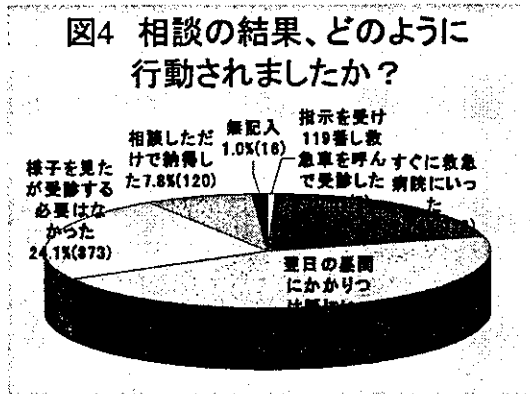 図4 相談の結果、どのように
行動されましたか？
無記入
1.0%(16)
指示を受け
119番し救
急車を呼ん
で受診した
すぐに救急
病院にいっ
た
相談しただ
けで納得し
た7.8%(120)
様子を見た
が受診する
必要はな
かった
24.1%(373)
翌日の昼間
にかかりつ